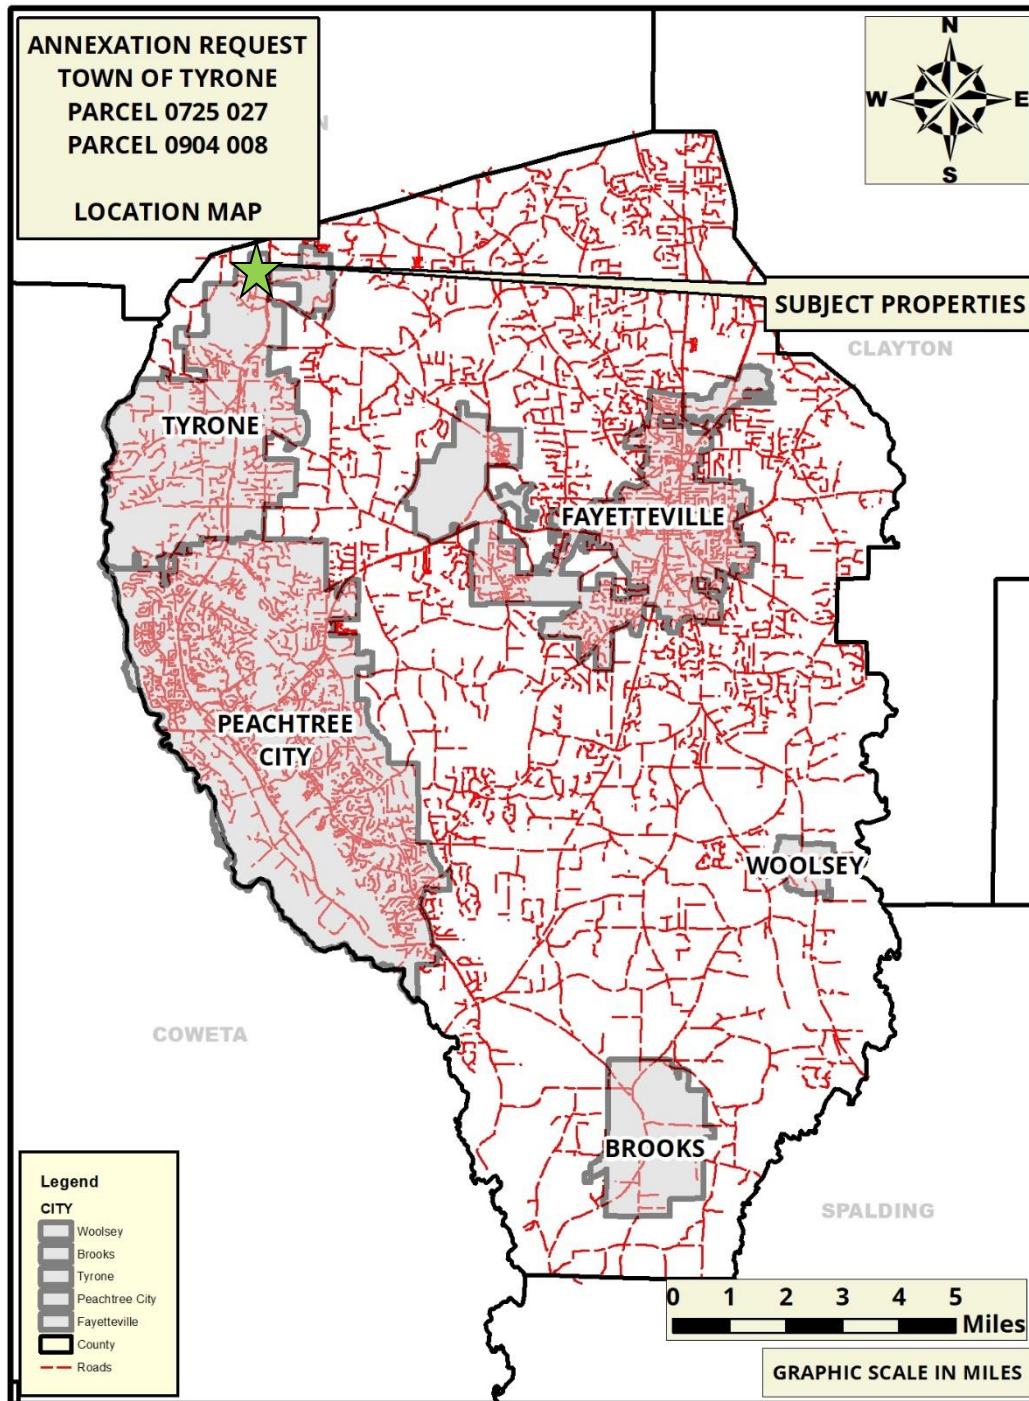 ANNEXATION REQUEST
TOWN OF TYRONE
PARCEL 0725 027
PARCEL 0904 008
LOCATION MAP
N
W
E
S
SUBJECT PROPERTIES
CLAYTON
TYRONE
FAYETTEVILLE
PEACHTREE
CITY
WOOLSEY
COWETA
BROOKS
SPALDING
Legend
CITY
Woolsey
Brooks
Tyrone
Peachtree City
Fayetteville
County
Roads
0 1 2 3 4 5
Miles
GRAPHIC SCALE IN MILES